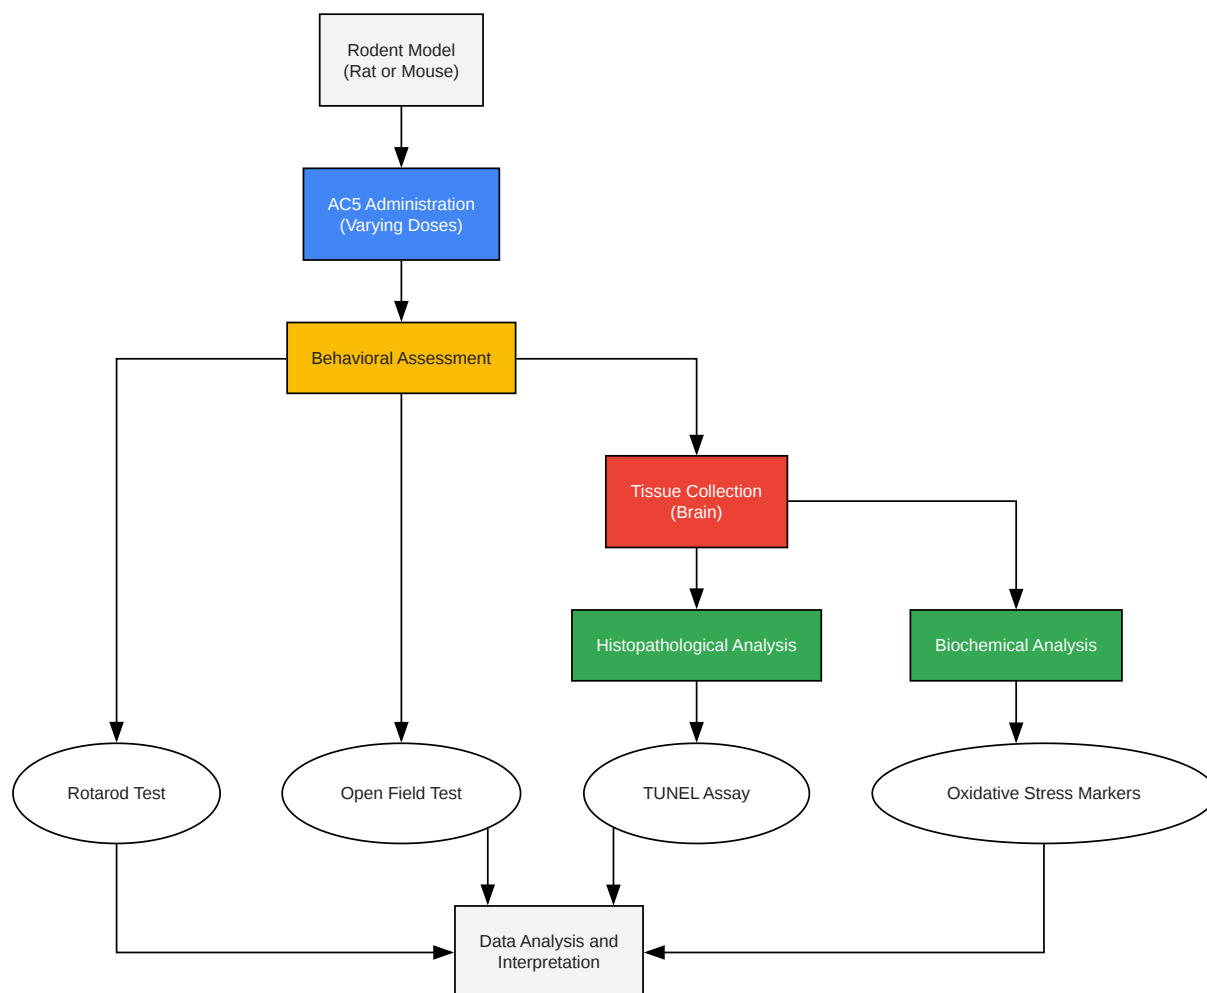 Rodent Model
(Rat or Mouse)
AC5 Administration
(Varying Doses)
Behavioral Assessment
Tissue Collection
(Brain)
Histopathological Analysis
Biochemical Analysis
Rotarod Test
Open Field Test
TUNEL Assay
Oxidative Stress Markers
Data Analysis and
Interpretation